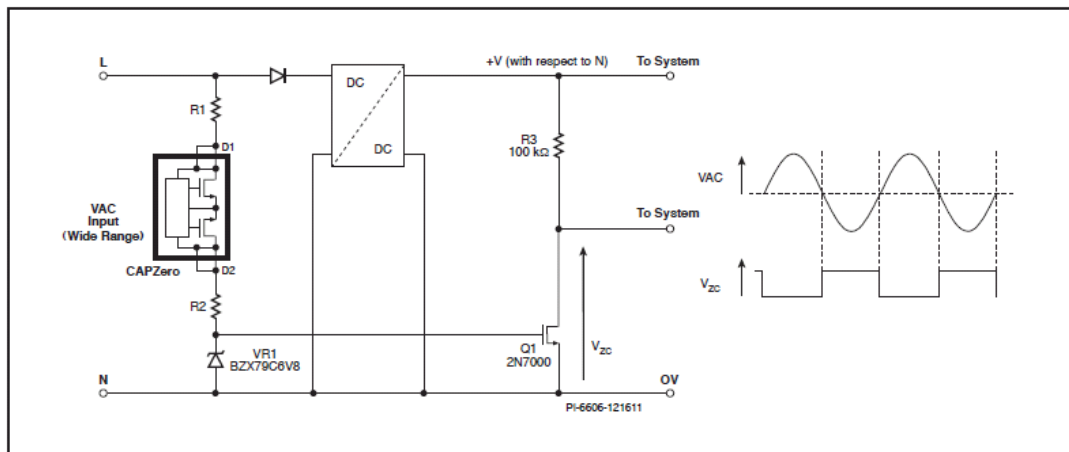 L
+V (with respect to N)
To System
DC
DC
R1
D1
R3
100 kΩ
VAC
Input
(Wide Range)
CAPZero
D2
To System
R2
VR1
BZX79C6V8
Q1
2N7000
VZC
N
OV
PI-6606-121611
VAC
VZC